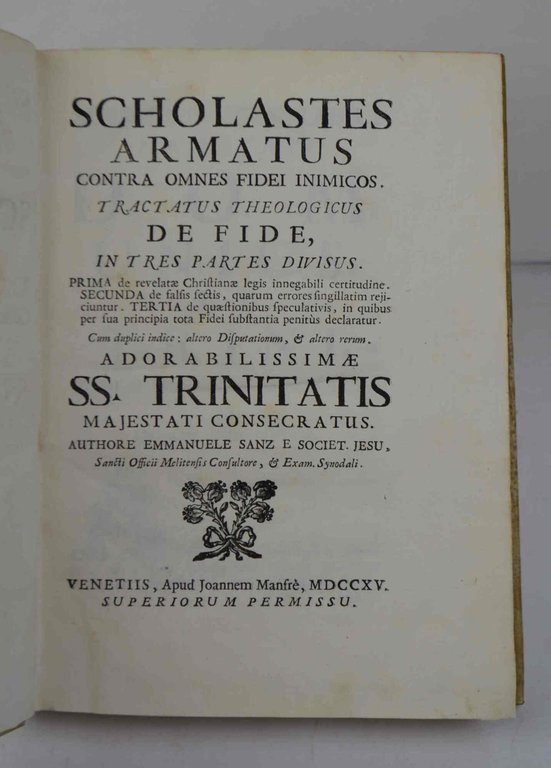 SCHOLASTES
ARMATUS
CONTRA OMNES FIDEI INIMICOS.
TRACTATUS THEOLOGICUS
DE FIDE,
IN TRES PARTES DIVISUS.
PRIMA de revelatæ Chriſtianæ legis innegabili certitudine.
SECUNDA de falſis ſectis, quarum errores ſingillatim reji-
ciuntur. TERTIA de quæſtionibus ſpeculativis, in quibus
per ſua principia tota Fidei ſubſtantia penitùs declaratur.
Cum duplici indice: altero Diſputationum, & altero rerum.
ADORABILISSIMÆ
SS. TRINITATIS
MAJESTATI CONSECRATUS.
AUTHORE EMMANUELE SANZ E SOCIET. JESU,
Sancti Officii Melitenſis Conſultore, & Exam. Synodali.
VENETIIS, Apud Joannem Manfrè, MDCCXV.
SUPERIORUM PERMISSU.